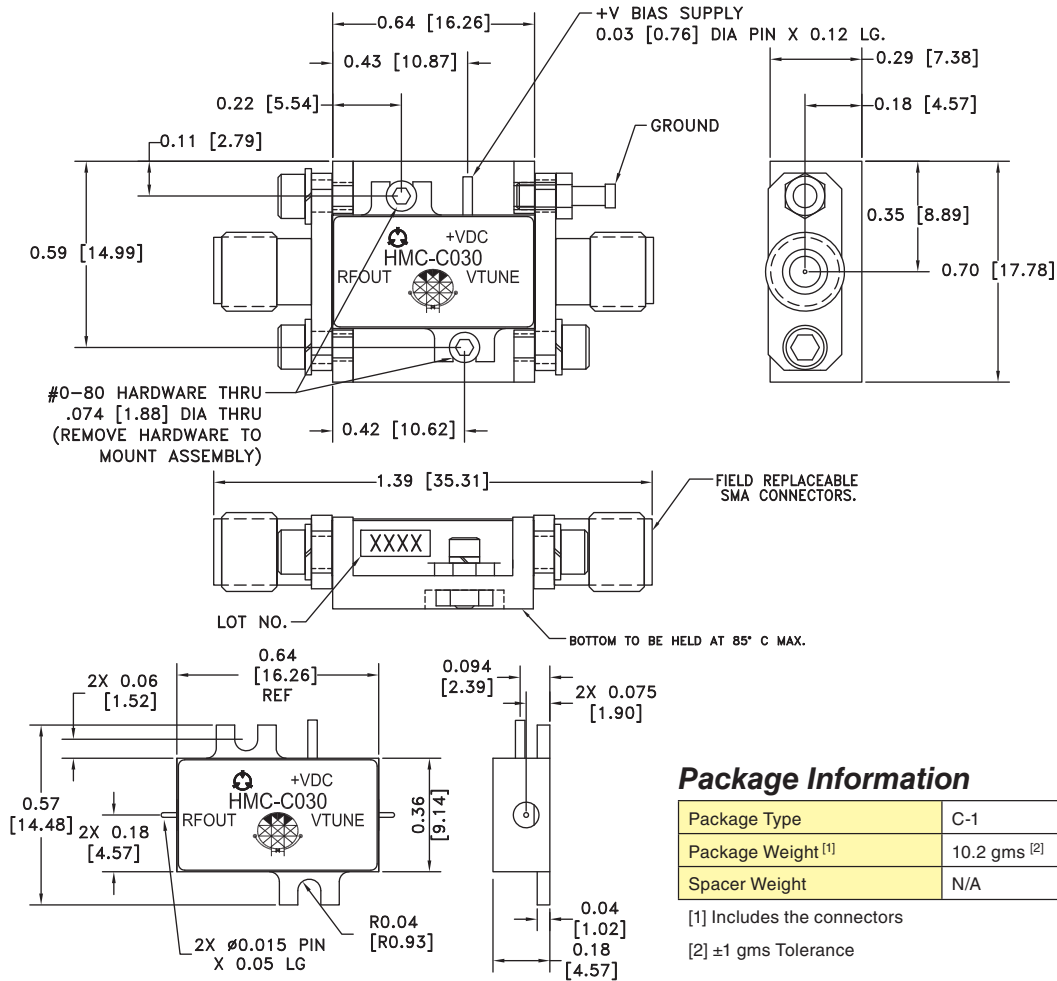 0.64 [16.26]
+V BIAS SUPPLY
0.03 [0.76] DIA PIN X 0.12 LG.
0.43 [10.87]
0.29 [7.38]
0.22 [5.54]
0.18 [4.57]
GROUND
0.11 [2.79]
0.35 [8.89]
0.59 [14.99]
+VDC
HMC-C030
RFOUT VTUNE
0.70 [17.78]
#0-80 HARDWARE THRU
.074 [1.88] DIA THRU
(REMOVE HARDWARE TO
MOUNT ASSEMBLY)
0.42 [10.62]
1.39 [35.31]
FIELD REPLACEABLE
SMA CONNECTORS.
XXXX
LOT NO.
BOTTOM TO BE HELD AT 85° C MAX.
0.64
[16.26]
REF
0.094
[2.39]
2X 0.06
[1.52]
2X 0.075
[1.90]
+VDC
HMC-C030
RFOUT VTUNE
0.57
[14.48]
2X 0.18
[4.57]
0.36
[9.14]
R0.04
[R0.93]
2X ø0.015 PIN
X 0.05 LG
0.04
[1.02]
0.18
[4.57]
Package Information
Package Type C-1
Package Weight [1] 10.2 gms [2]
Spacer Weight N/A
[1] Includes the connectors
[2] ±1 gms Tolerance